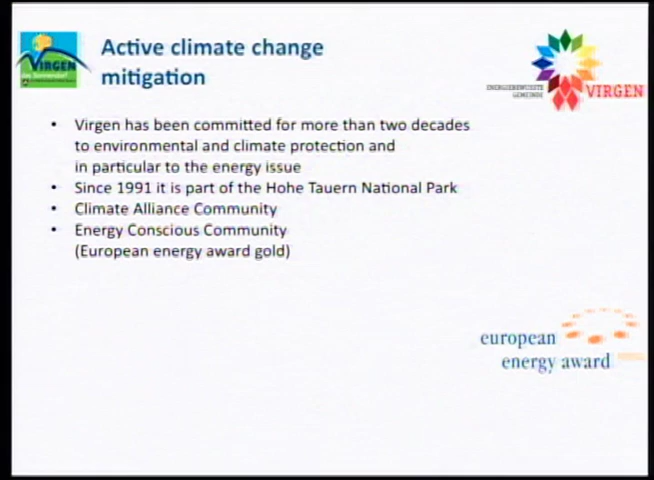 Active climate change
mitigation
VIRGEN
ENERGIEBEWUSSTE
GEMEINDE
VIRGEN
• Virgen has been committed for more than two decades
to environmental and climate protection and
in particular to the energy issue
• Since 1991 it is part of the Hohe Tauern National Park
• Climate Alliance Community
• Energy Conscious Community
(European energy award gold)
european
energy award